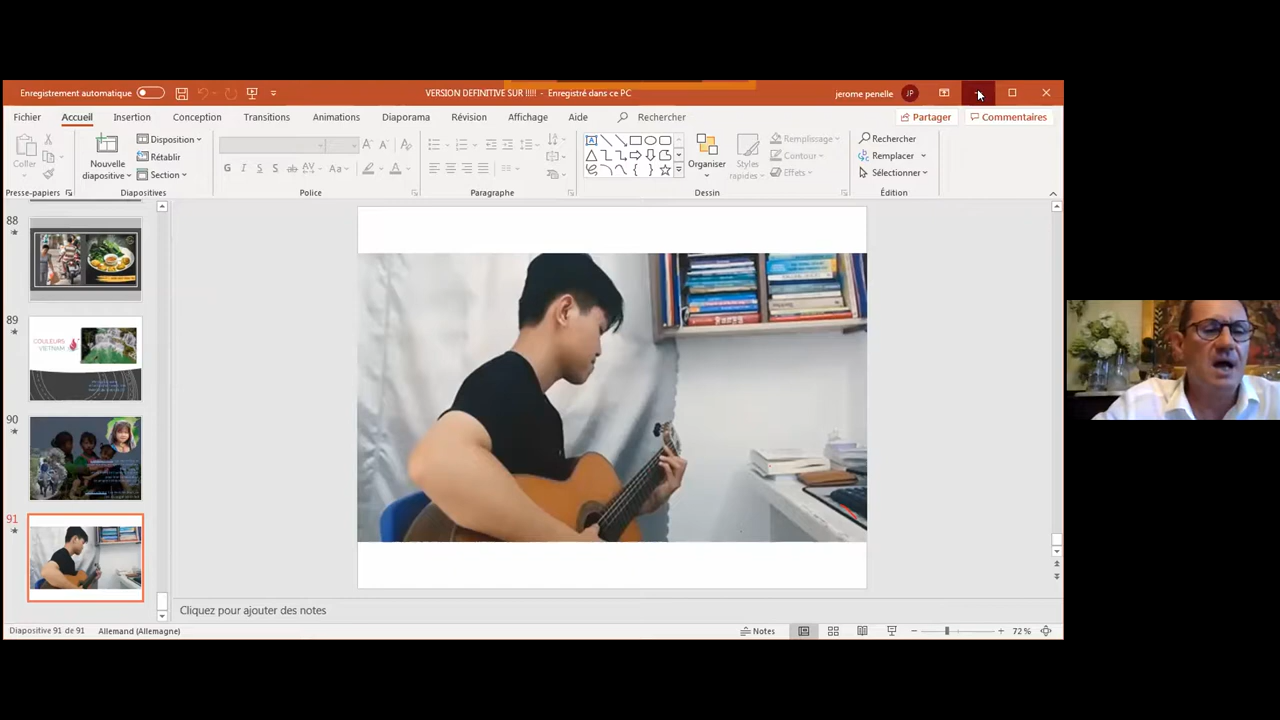 Enregistrement automatique
VERSION DEFINITIVE SUR !!!!! - Enregistré dans ce PC
jerome penelle
JP
Fichier
Accueil
Insertion
Conception
Transitions
Animations
Diaporama
Révision
Affichage
Aide
Rechercher
Partager
Commentaires
Coller
Nouvelle
diapositive
Disposition
Rétablir
Section
G I S S ab AV Aa A
Organiser
Styles
rapides
Remplissage
Contour
Effets
Rechercher
Remplacer
Sélectionner
Presse-papiers
Diapositives
Police
Paragraphe
Dessin
Édition
88
89
COULEURS
VIETNAM
90
91
Cliquez pour ajouter des notes
Diapositive 91 de 91
Allemand (Allemagne)
Notes
72 %